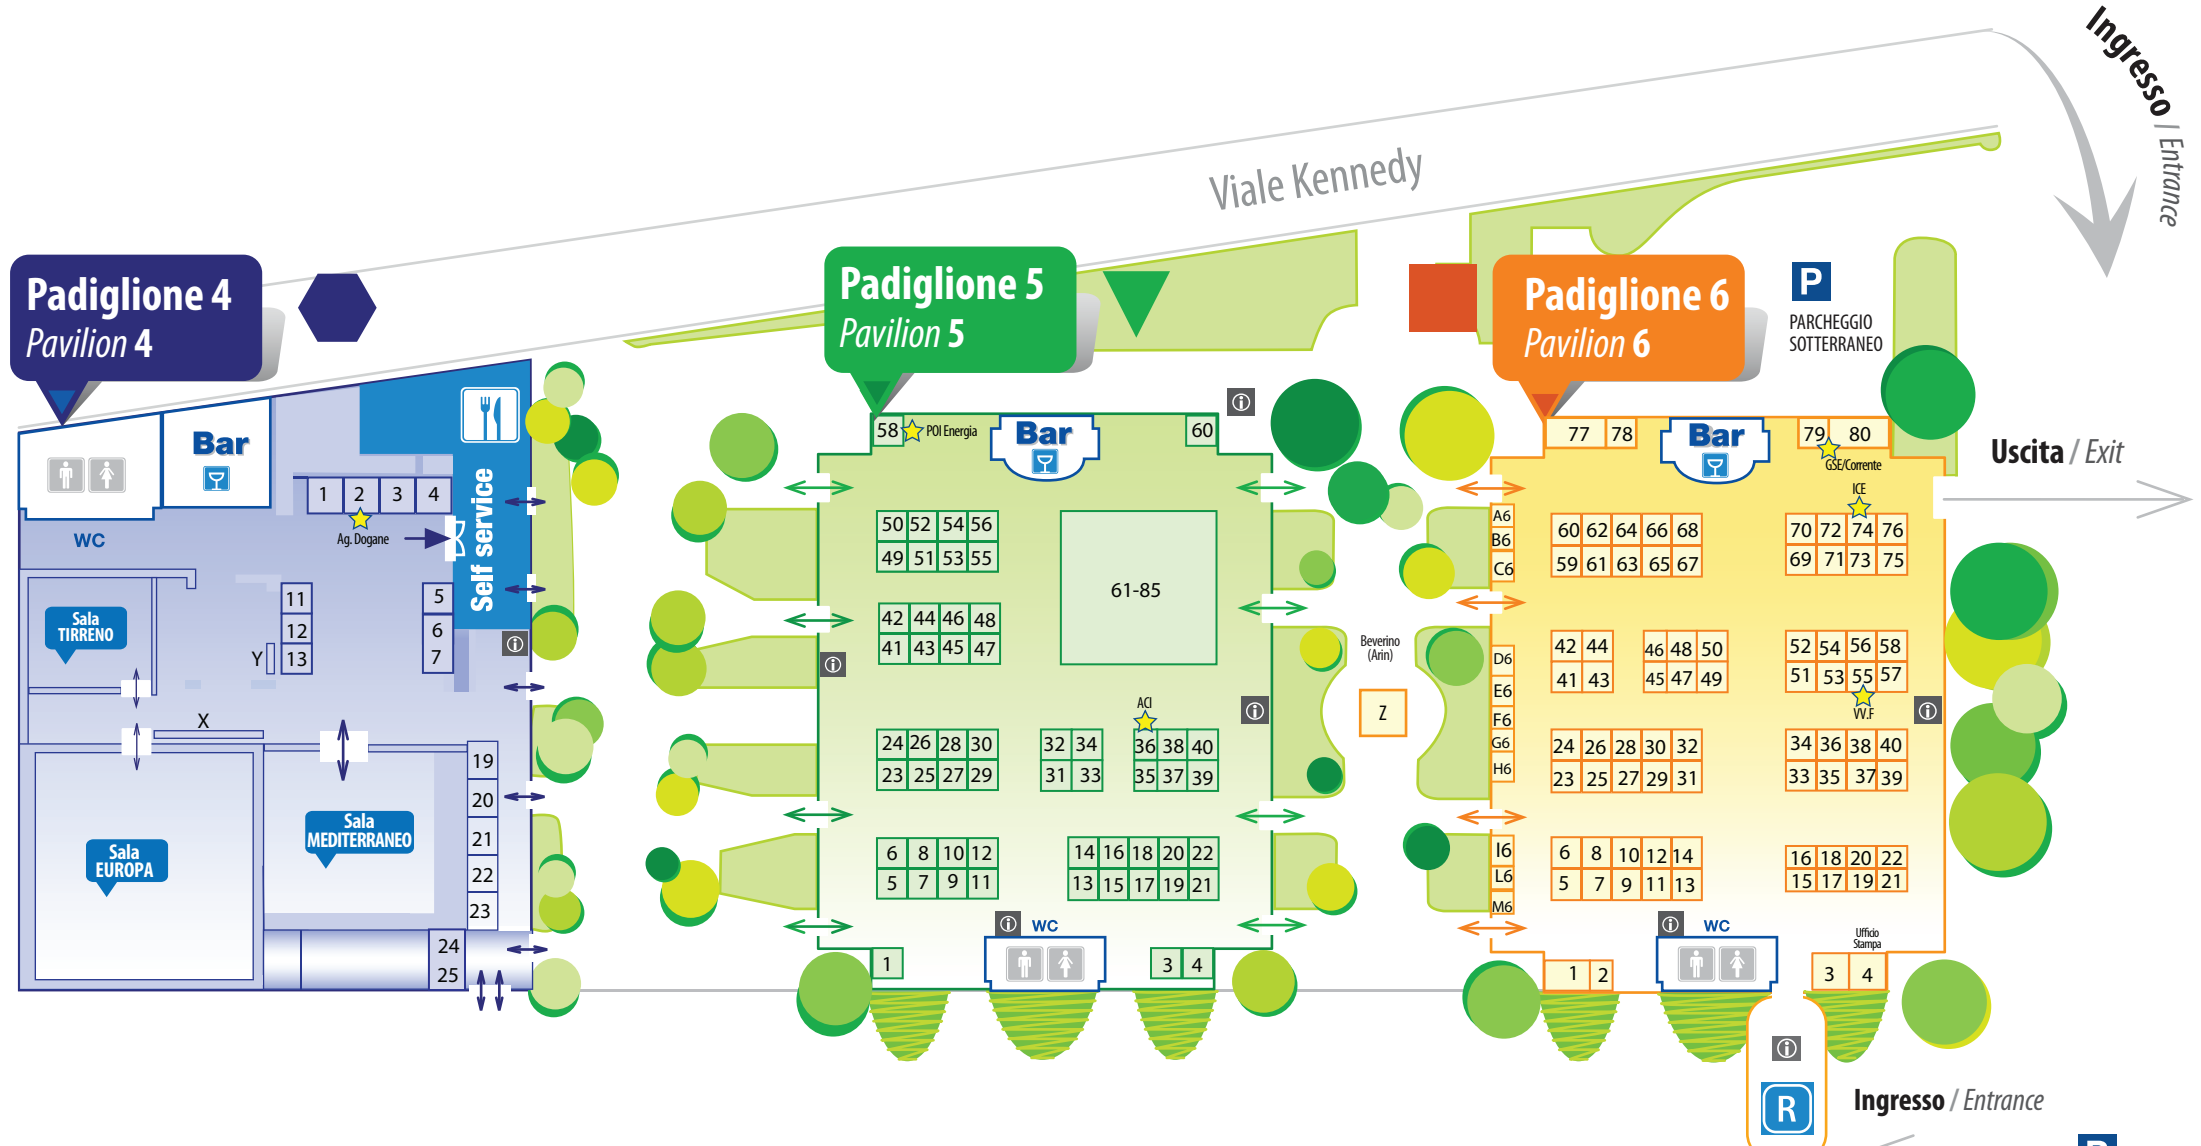 Ingresso / Entrance
Viale Kennedy
Padiglione 4
Pavilion 4
Padiglione 5
Pavilion 5
Padiglione 6
Pavilion 6
P
PARCHEGGIO
SOTTERRANEO
Uscita / Exit
Bar
WC
1 2 3 4
Ag. Dogane
Self service
Sala
TIRRENO
11
12
13
Y
5
6
7
X
Sala
EUROPA
Sala
MEDITERRANEO
19
20
21
22
23
24
25
58
POI Energia
Bar
60
50 52 54 56
49 51 53 55
61-85
42 44 46 48
41 43 45 47
ACI
24 26 28 30
23 25 27 29
32 34
31 33
36 38 40
35 37 39
6 8 10 12
5 7 9 11
14 16 18 20 22
13 15 17 19 21
WC
1
3 4
Beverino
(Arin)
Z
77 78
Bar
79 80
GSE/Corrente
ICE
A6
B6
C6
D6
E6
F6
G6
H6
I6
L6
M6
60 62 64 66 68
59 61 63 65 67
70 72 74 76
69 71 73 75
42 44
41 43
46 48 50
45 47 49
52 54 56 58
51 53 55 57
VV.F
24 26 28 30 32
23 25 27 29 31
34 36 38 40
33 35 37 39
6 8 10 12 14
5 7 9 11 13
16 18 20 22
15 17 19 21
WC
Ufficio
Stampa
1 2
3 4
R
Ingresso / Entrance